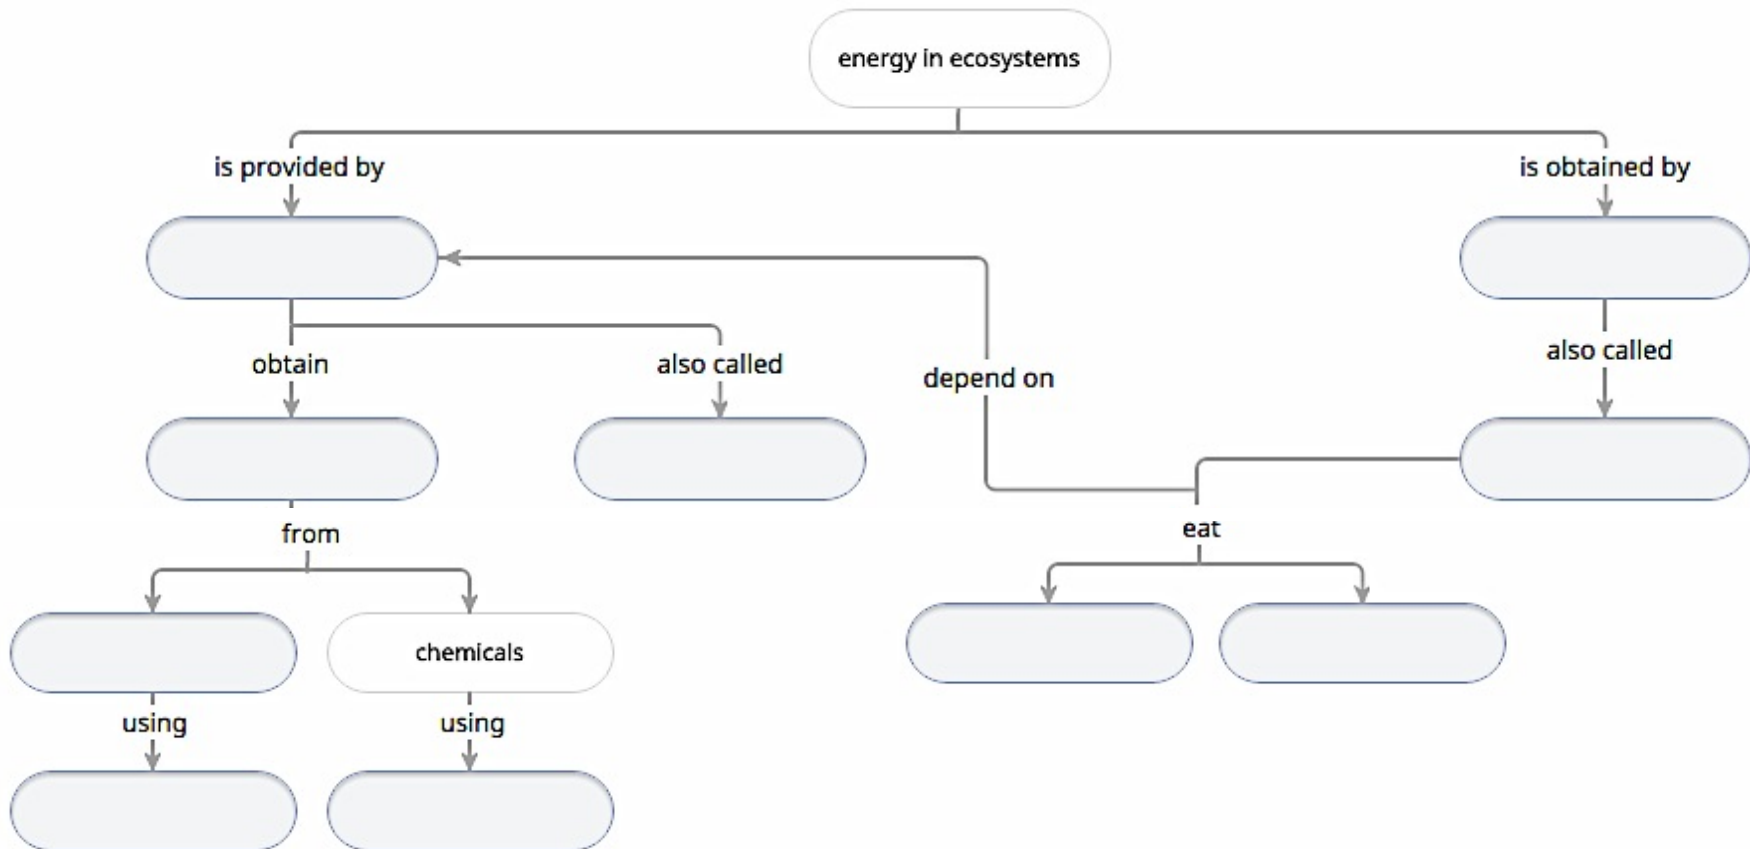 energy in ecosystems
is provided by
is obtained by
obtain
also called
depend on
also called
from
eat
chemicals
using
using